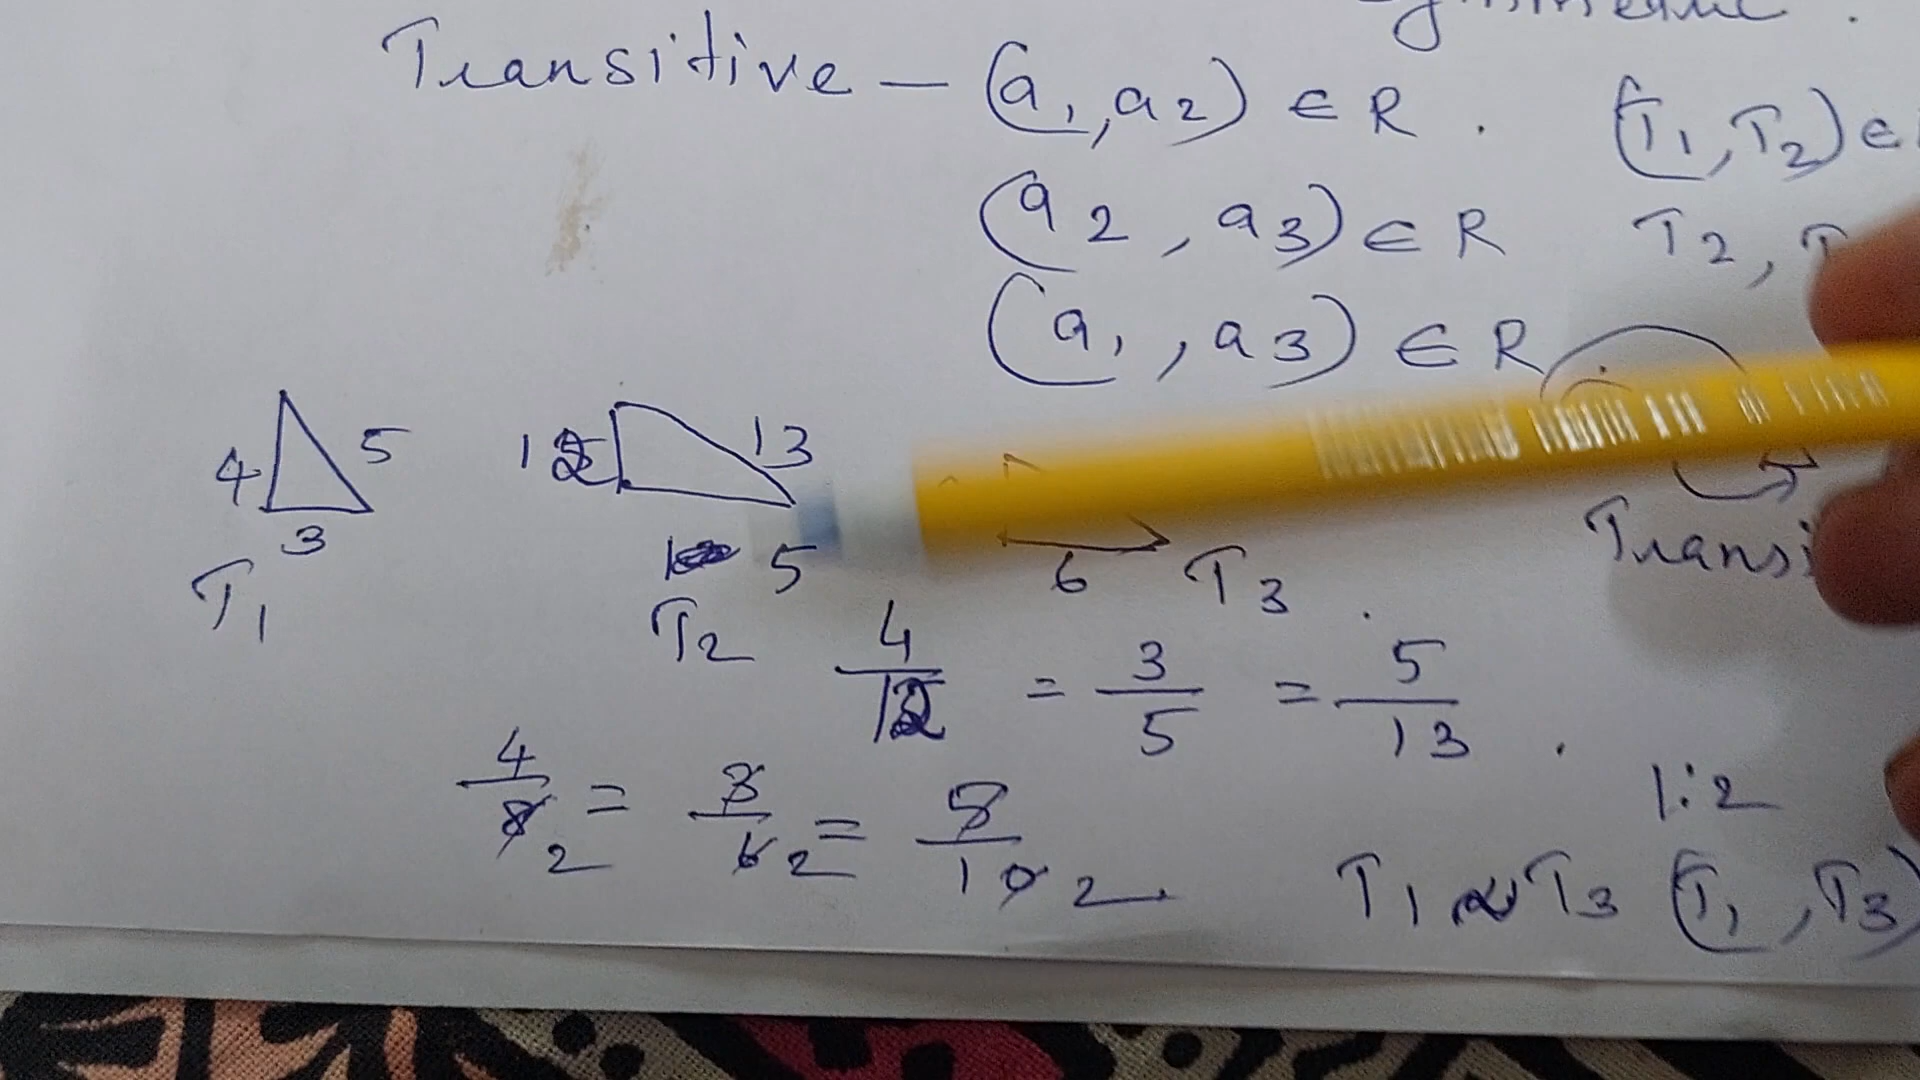 Symmetric .
Transitive — (a1, a2) ∈ R . (T1, T2) ∈
(a2, a3) ∈ R T2, T
(a1, a3) ∈ R
4 5 12 13
3 5 6 T3
T1 T2 Transi
4/12 = 3/5 = 5/13 .
4/8 2 = 3/6 2 = 5/10 2 1:2
T1 ~ T3 (T1, T3)